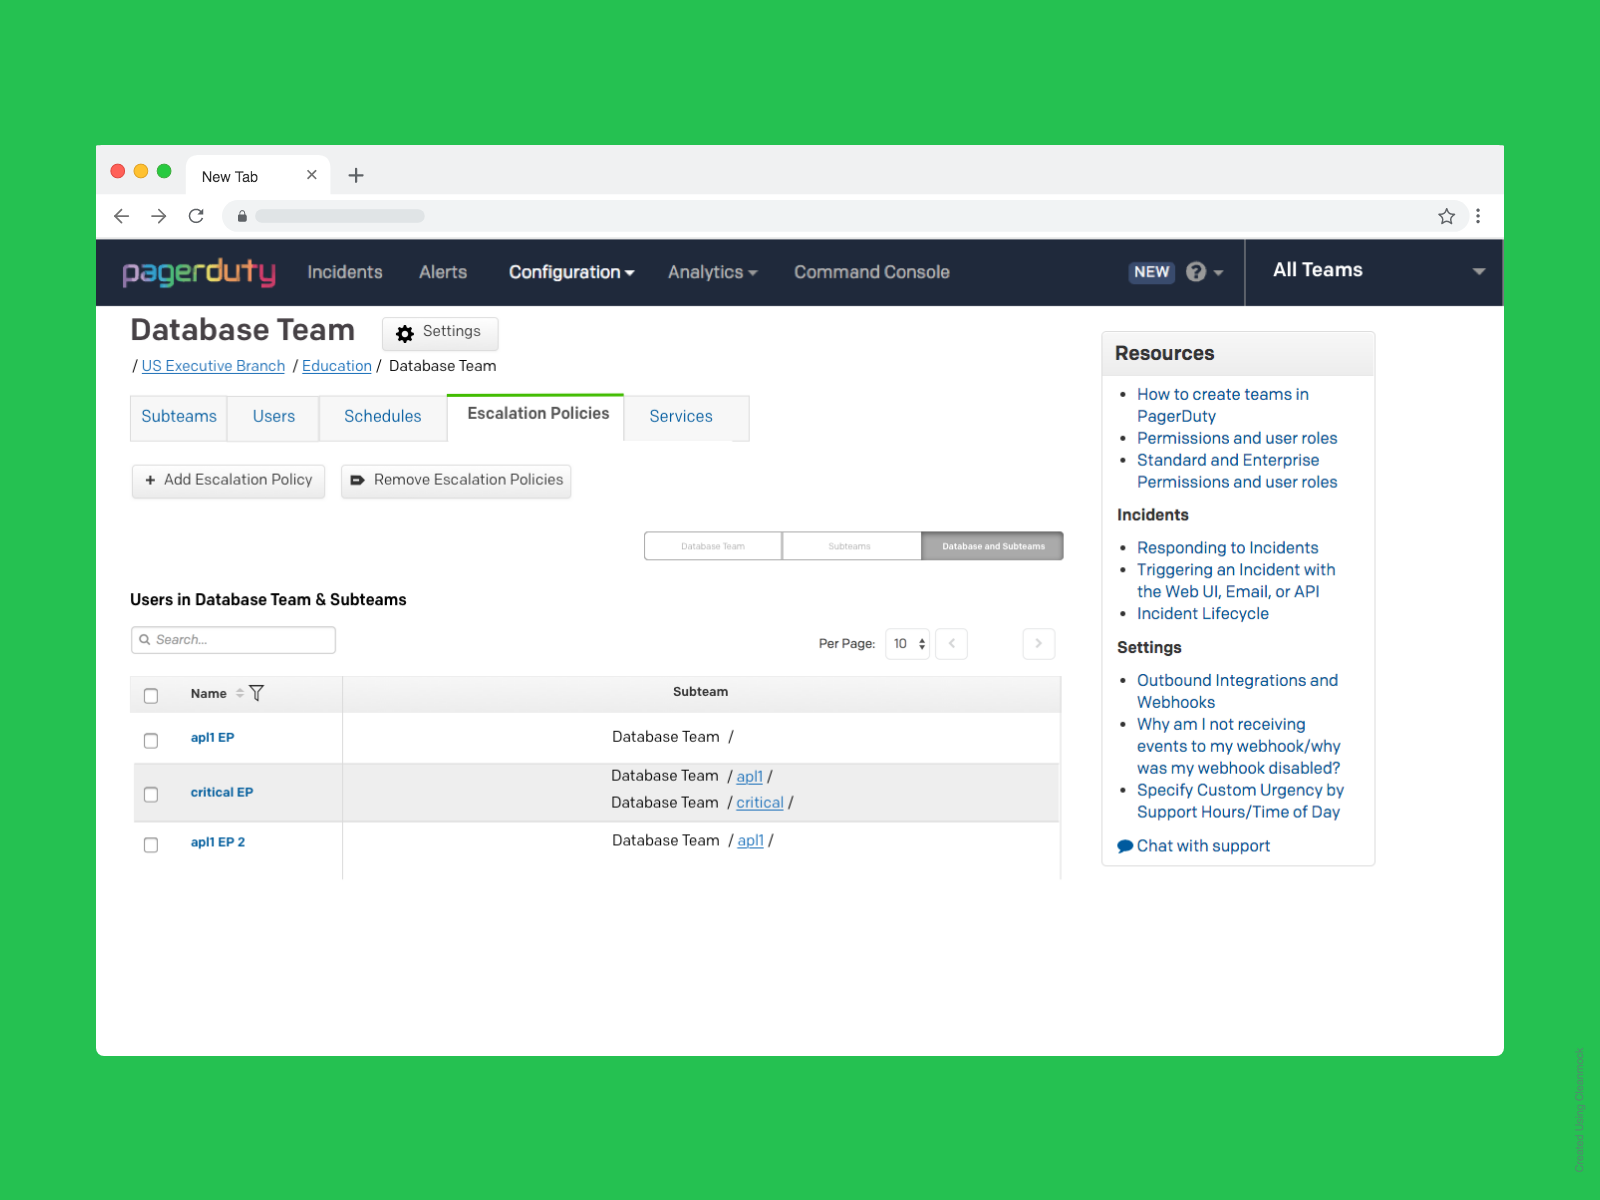 New Tab
pagerduty Incidents Alerts Configuration Analytics Command Console NEW ? All Teams
Database Team Settings
/ US Executive Branch / Education / Database Team
Subteams Users Schedules Escalation Policies Services
+ Add Escalation Policy Remove Escalation Policies
Database Team Subteams Database and Subteams
Users in Database Team & Subteams
Search... Per Page: 10
Name Subteam
apl1 EP Database Team /
critical EP Database Team / apl1 /
Database Team / critical /
apl1 EP 2 Database Team / apl1 /
Resources
• How to create teams in
PagerDuty
• Permissions and user roles
• Standard and Enterprise
Permissions and user roles
Incidents
• Responding to Incidents
• Triggering an Incident with
the Web UI, Email, or API
• Incident Lifecycle
Settings
• Outbound Integrations and
Webhooks
• Why am I not receiving
events to my webhook/why
was my webhook disabled?
• Specify Custom Urgency by
Support Hours/Time of Day
Chat with support
Created Using Cleanmock